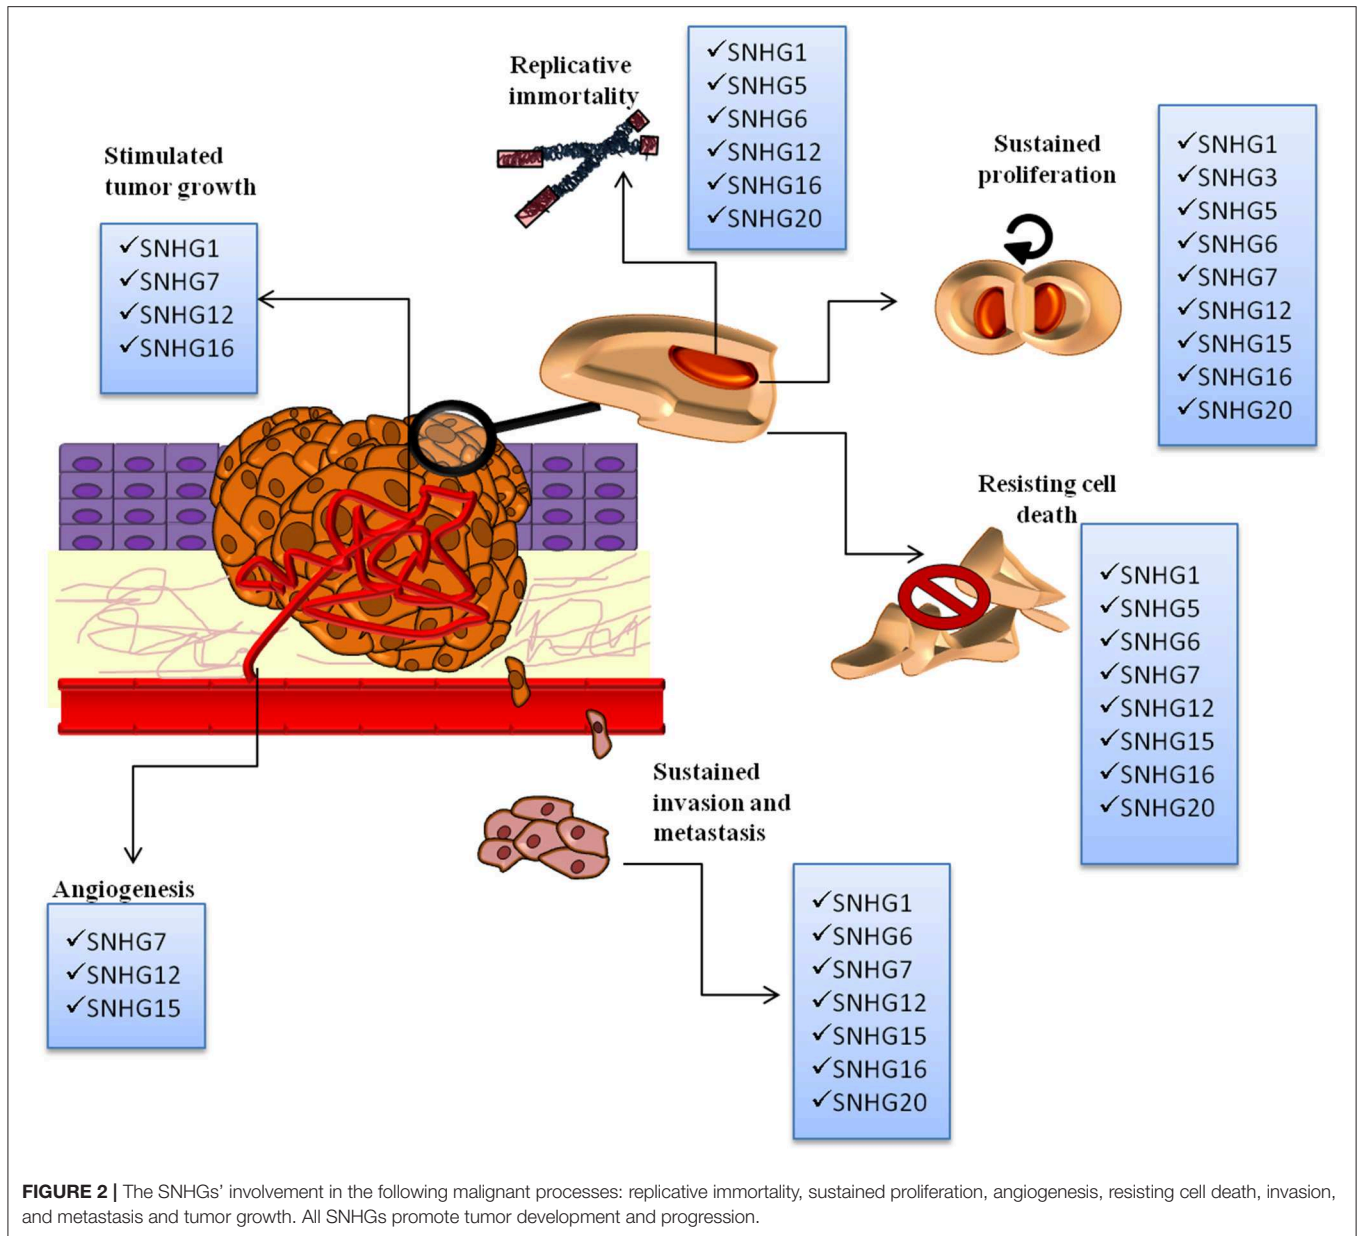 Replicative
immortality
✓SNHG1
✓SNHG5
✓SNHG6
✓SNHG12
✓SNHG16
✓SNHG20
Stimulated
tumor growth
✓SNHG1
✓SNHG7
✓SNHG12
✓SNHG16
Sustained
proliferation
✓SNHG1
✓SNHG3
✓SNHG5
✓SNHG6
✓SNHG7
✓SNHG12
✓SNHG15
✓SNHG16
✓SNHG20
Resisting cell
death
✓SNHG1
✓SNHG5
✓SNHG6
✓SNHG7
✓SNHG12
✓SNHG15
✓SNHG16
✓SNHG20
Sustained
invasion and
metastasis
✓SNHG1
✓SNHG6
✓SNHG7
✓SNHG12
✓SNHG15
✓SNHG16
✓SNHG20
Angiogenesis
✓SNHG7
✓SNHG12
✓SNHG15
FIGURE 2 | The SNHGs' involvement in the following malignant processes: replicative immortality, sustained proliferation, angiogenesis, resisting cell death, invasion,
and metastasis and tumor growth. All SNHGs promote tumor development and progression.